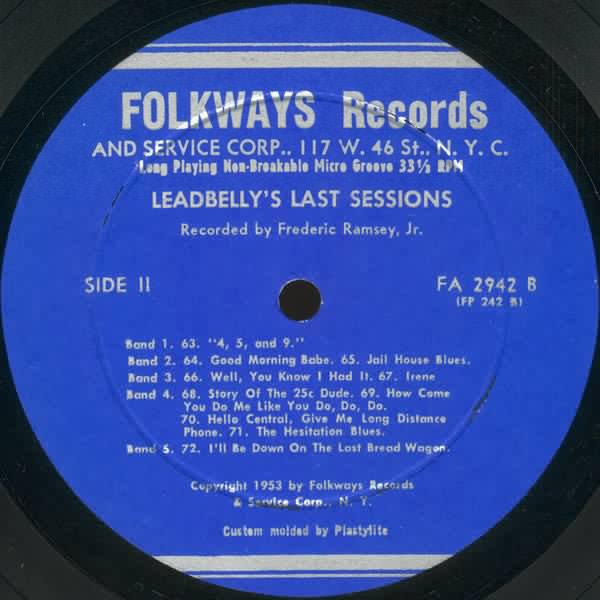 FOLKWAYS Records
AND SERVICE CORP.. 117 W. 46 St.. N. Y. C.
Long Playing Non-Breakable Micro Groove 33⅓ RPM
LEADBELLY'S LAST SESSIONS
Recorded by Frederic Ramsey, Jr.
SIDE II
FA 2942 B
(FP 242 B)
Band 1. 63. "4, 5, and 9."
Band 2. 64. Good Morning Babe. 65. Jail House Blues.
Band 3. 66. Well, You Know I Had It. 67. Irene
Band 4. 68. Story Of The 25c Dude. 69. How Come
You Do Me Like You Do, Do, Do.
70. Hello Central, Give Me Long Distance
Phone. 71. The Hesitation Blues.
Band 5. 72. I'll Be Down On The Last Bread Wagon.
Copyright 1953 by Folkways Records
& Service Corp., N. Y.
Custom molded by Plastylite